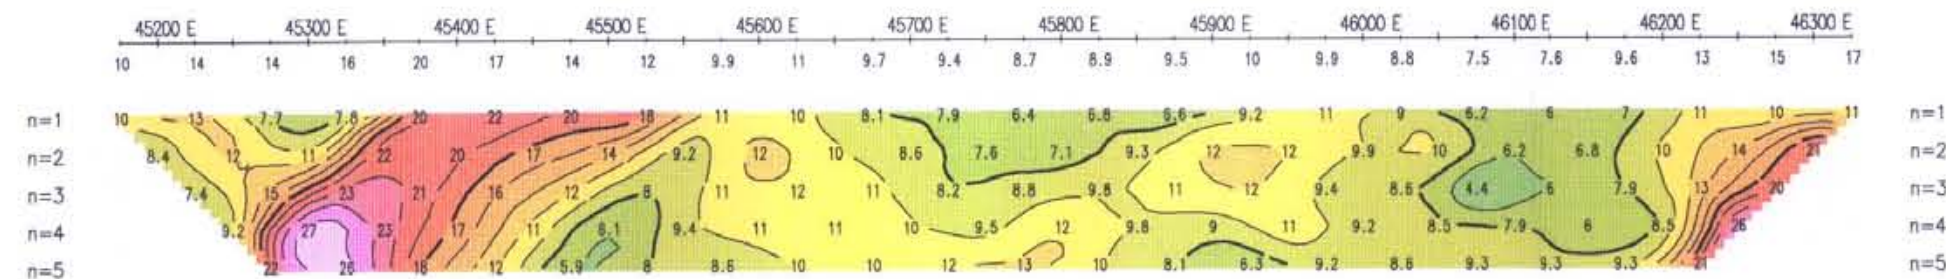 45200 E 45300 E 45400 E 45500 E 45600 E 45700 E 45800 E 45900 E 46000 E 46100 E 46200 E 46300 E
10 14 14 16 20 17 14 12 9.9 11 9.7 9.4 8.7 8.9 9.5 10 9.9 8.8 7.5 7.6 9.6 13 15 17
n=1 10 13 7.7 7.8 20 22 20 18 11 10 8.1 7.9 6.4 6.8 6.6 9.2 11 9 6.2 6 7 11 10 11 n=1
n=2 8.4 12 11 22 20 17 14 9.2 12 10 8.6 7.6 7.1 9.3 12 12 9.9 10 6.2 6.8 10 14 21 n=2
n=3 7.4 15 23 21 16 12 8 11 12 11 8.2 8.8 9.8 11 12 9.4 8.6 4.4 6 7.9 13 20 n=3
n=4 9.2 27 23 17 11 8.1 9.4 11 11 10 9.5 12 9.8 9 11 9.2 8.5 7.9 6 8.5 26 n=4
n=5 22 26 18 12 5.9 8 8.6 10 10 12 13 10 8.1 6.3 9.2 8.6 9.3 9.3 9.3 21 n=5